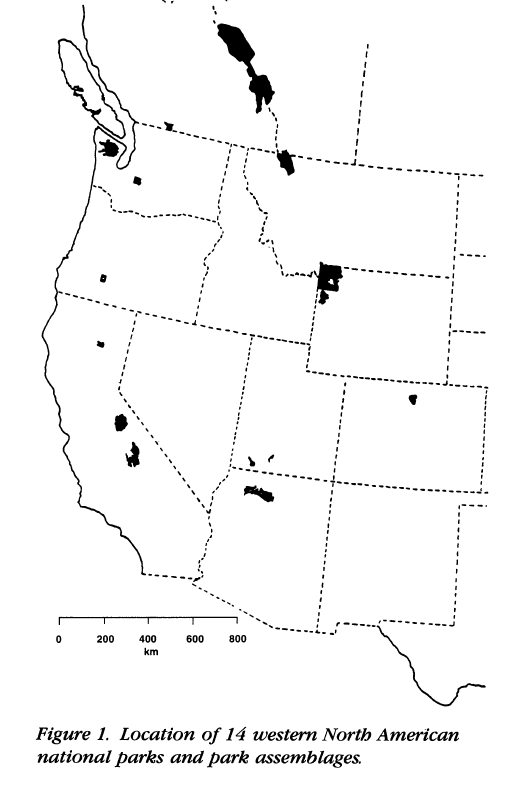 0 200 400 600 800
km
Figure 1. Location of 14 western North American
national parks and park assemblages.